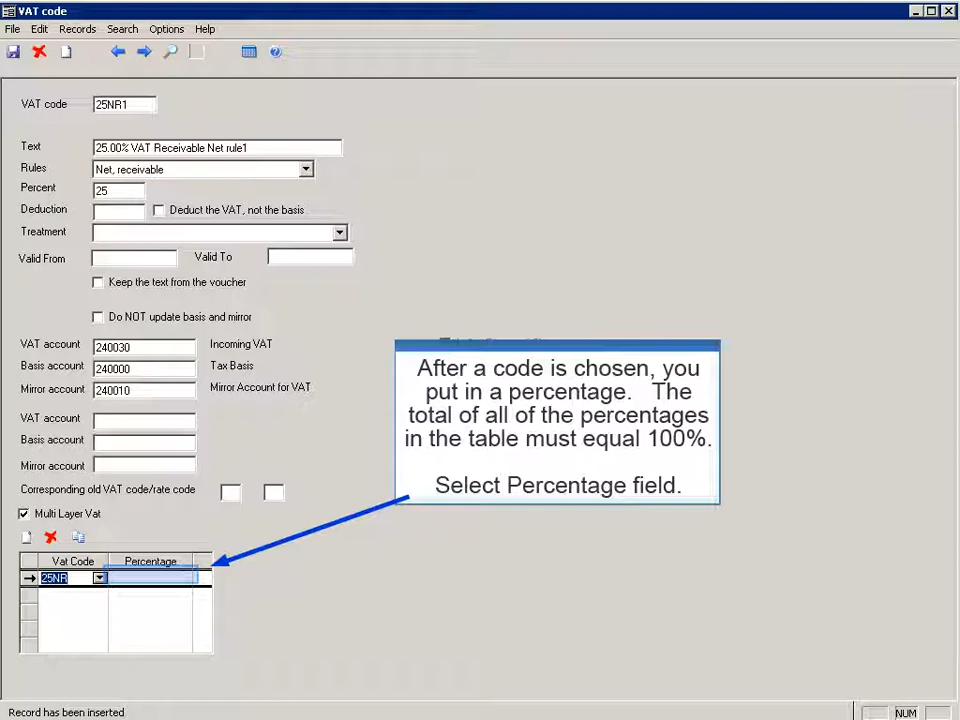 VAT code
File Edit Records Search Options Help
VAT code 25NR1
Text 25.00% VAT Receivable Net rule1
Rules Net, receivable
Percent 25
Deduction Deduct the VAT, not the basis
Treatment
Valid From Valid To
Keep the text from the voucher
Do NOT update basis and mirror
VAT account 240030 Incoming VAT
Basis account 240000 Tax Basis
Mirror account 240010 Mirror Account for VAT
VAT account
Basis account
Mirror account
Corresponding old VAT code/rate code
Multi Layer Vat
Vat Code Percentage
25NR
After a code is chosen, you
put in a percentage. The
total of all of the percentages
in the table must equal 100%.
Select Percentage field.
Record has been inserted
NUM